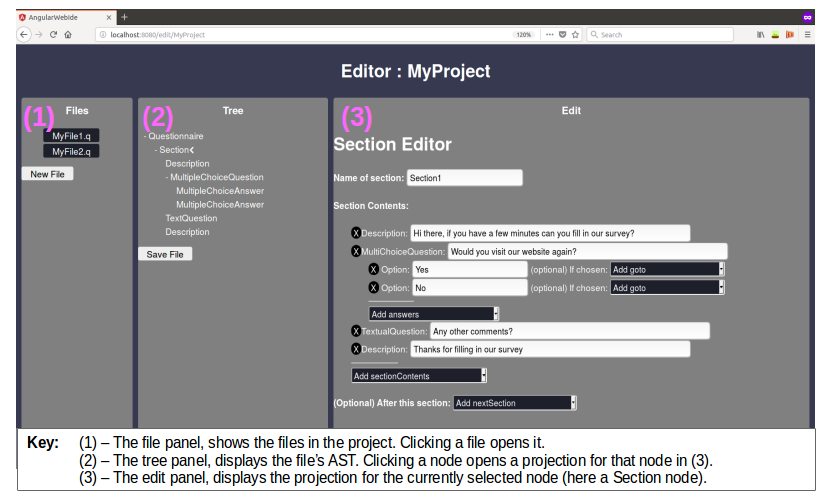 AngularWebide
localhost:8080/edit/MyProject
120%
Search
Editor : MyProject
(1)
Files
MyFile1.q
MyFile2.q
New File
(2)
Tree
- Questionnaire
- Section<
Description
- MultipleChoiceQuestion
MultipleChoiceAnswer
MultipleChoiceAnswer
TextQuestion
Description
Save File
(3)
Edit
Section Editor
Name of section: Section1
Section Contents:
X Description: Hi there, if you have a few minutes can you fill in our survey?
X MultiChoiceQuestion: Would you visit our website again?
X Option: Yes (optional) If chosen: Add goto
X Option: No (optional) If chosen: Add goto
Add answers
X TextualQuestion: Any other comments?
X Description: Thanks for filling in our survey
Add sectionContents
(Optional) After this section: Add nextSection
Key: (1) – The file panel, shows the files in the project. Clicking a file opens it.
(2) – The tree panel, displays the file's AST. Clicking a node opens a projection for that node in (3).
(3) – The edit panel, displays the projection for the currently selected node (here a Section node).